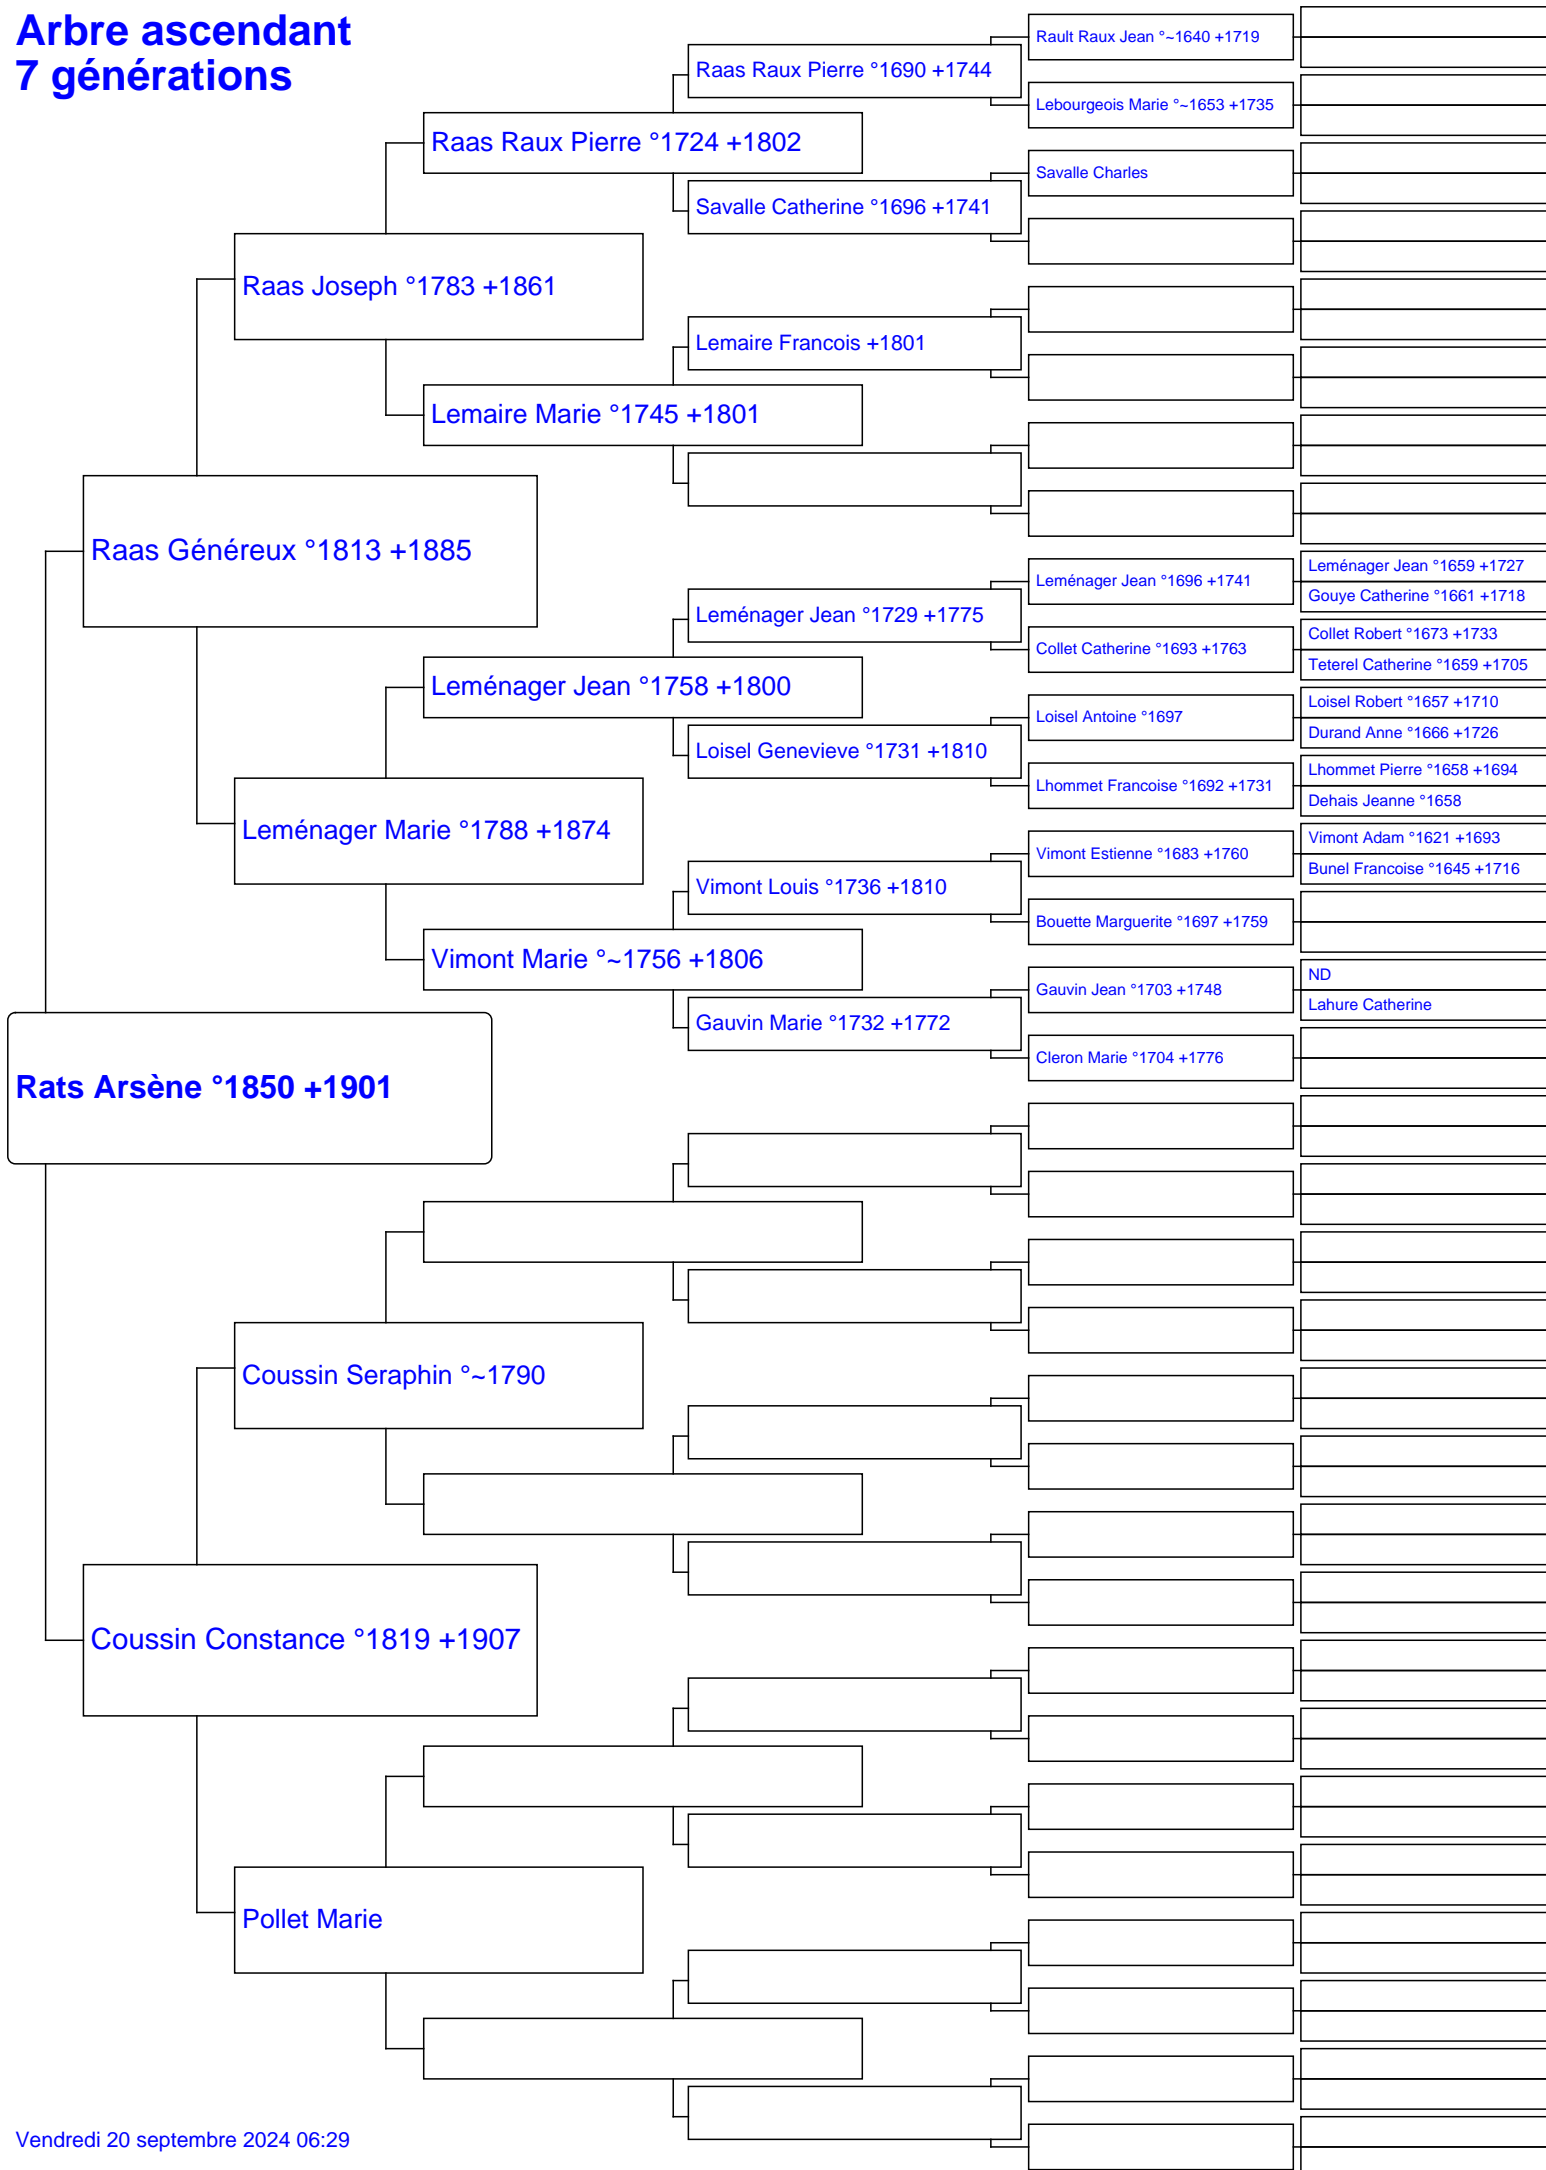 Arbre ascendant
7 générations
Rats Arsène °1850 +1901
Raas Généreux °1813 +1885
Coussin Constance °1819 +1907
Raas Joseph °1783 +1861
Leménager Marie °1788 +1874
Coussin Seraphin °~1790
Pollet Marie
Raas Raux Pierre °1724 +1802
Lemaire Marie °1745 +1801
Leménager Jean °1758 +1800
Vimont Marie °~1756 +1806
Raas Raux Pierre °1690 +1744
Savalle Catherine °1696 +1741
Lemaire Francois +1801
Leménager Jean °1729 +1775
Loisel Genevieve °1731 +1810
Vimont Louis °1736 +1810
Gauvin Marie °1732 +1772
Rault Raux Jean °~1640 +1719
Lebourgeois Marie °~1653 +1735
Savalle Charles
Leménager Jean °1696 +1741
Collet Catherine °1693 +1763
Loisel Antoine °1697
Lhommet Francoise °1692 +1731
Vimont Estienne °1683 +1760
Bouette Marguerite °1697 +1759
Gauvin Jean °1703 +1748
Cleron Marie °1704 +1776
Leménager Jean °1659 +1727
Gouye Catherine °1661 +1718
Collet Robert °1673 +1733
Teterel Catherine °1659 +1705
Loisel Robert °1657 +1710
Durand Anne °1666 +1726
Lhommet Pierre °1658 +1694
Dehais Jeanne °1658
Vimont Adam °1621 +1693
Bunel Francoise °1645 +1716
ND
Lahure Catherine
Vendredi 20 septembre 2024 06:29